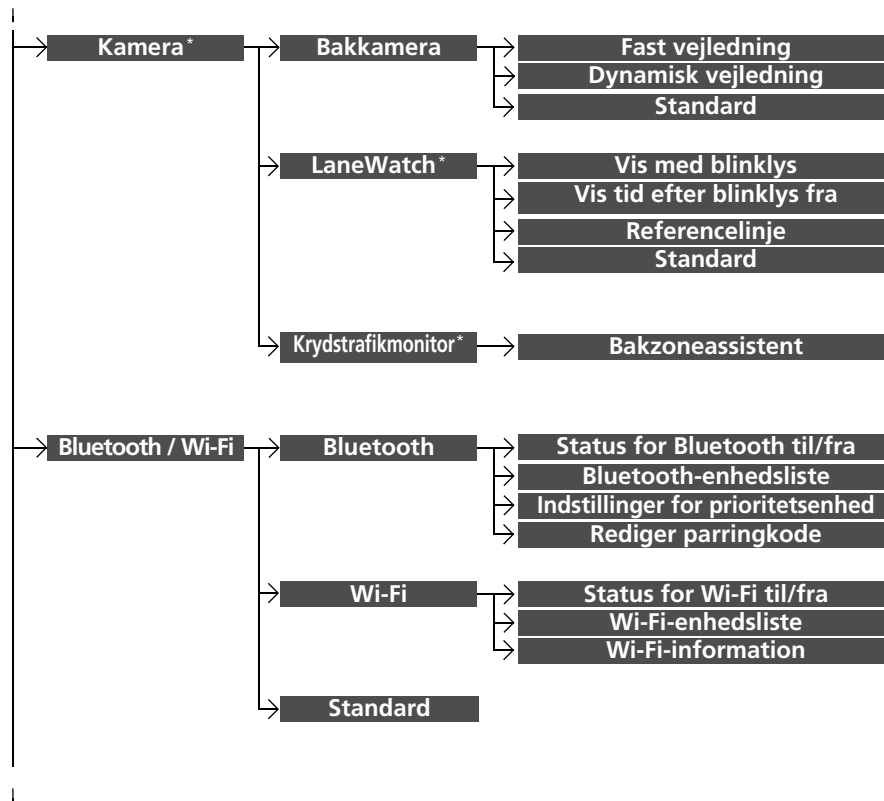 Kamera*
Bakkamera
Fast vejledning
Dynamisk vejledning
Standard
LaneWatch*
Vis med blinklys
Vis tid efter blinklys fra
Referencelinje
Standard
Krydstrafikmonitor*
Bakzoneassistent
Bluetooth / Wi-Fi
Bluetooth
Status for Bluetooth til/fra
Bluetooth-enhedsliste
Indstillinger for prioritetsenhed
Rediger parringkode
Wi-Fi
Status for Wi-Fi til/fra
Wi-Fi-enhedsliste
Wi-Fi-information
Standard